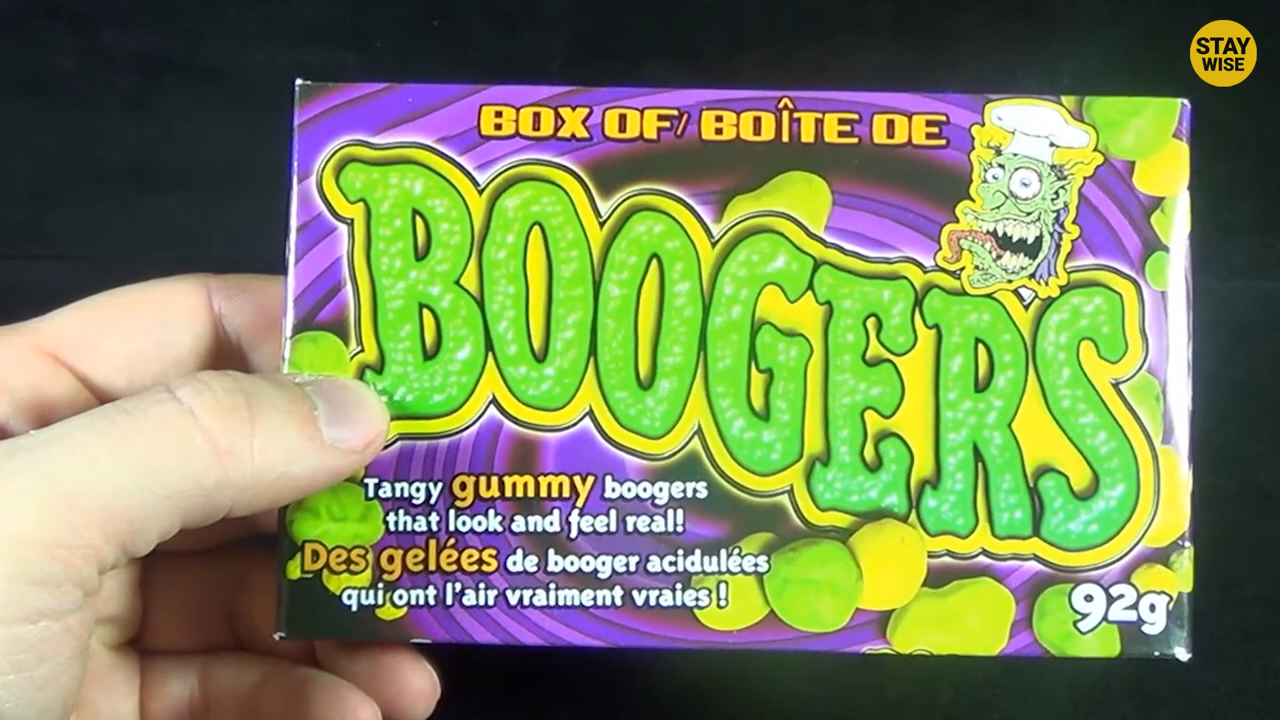 STAY
WISE
BOX OF/ BOÎTE DE
BOOGERS
Tangy gummy boogers
that look and feel real!
Des gelées de booger acidulées
qui ont l'air vraiment vraies !
92g